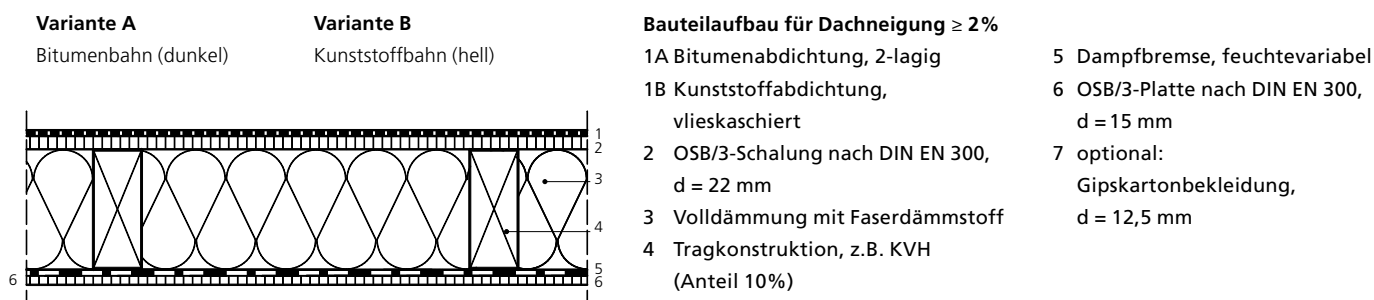 Variante A
Bitumenbahn (dunkel)
Variante B
Kunststoffbahn (hell)
1
2
3
4
5
6
6
Bauteilaufbau für Dachneigung ≥ 2%
1A Bitumenabdichtung, 2-lagig
1B Kunststoffabdichtung,
vlieskaschiert
2 OSB/3-Schalung nach DIN EN 300,
d = 22 mm
3 Volldämmung mit Faserdämmstoff
4 Tragkonstruktion, z.B. KVH
(Anteil 10%)
5 Dampfbremse, feuchtevariabel
6 OSB/3-Platte nach DIN EN 300,
d = 15 mm
7 optional:
Gipskartonbekleidung,
d = 12,5 mm